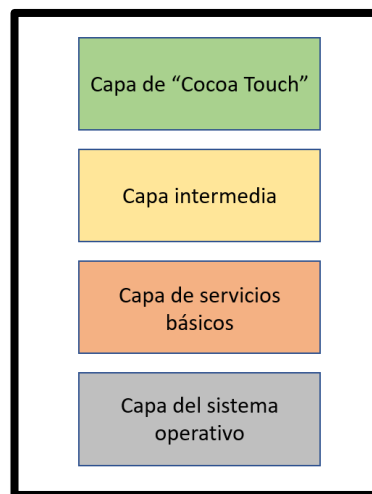 Capa de “Cocoa Touch”
Capa intermedia
Capa de servicios
básicos
Capa del sistema
operativo